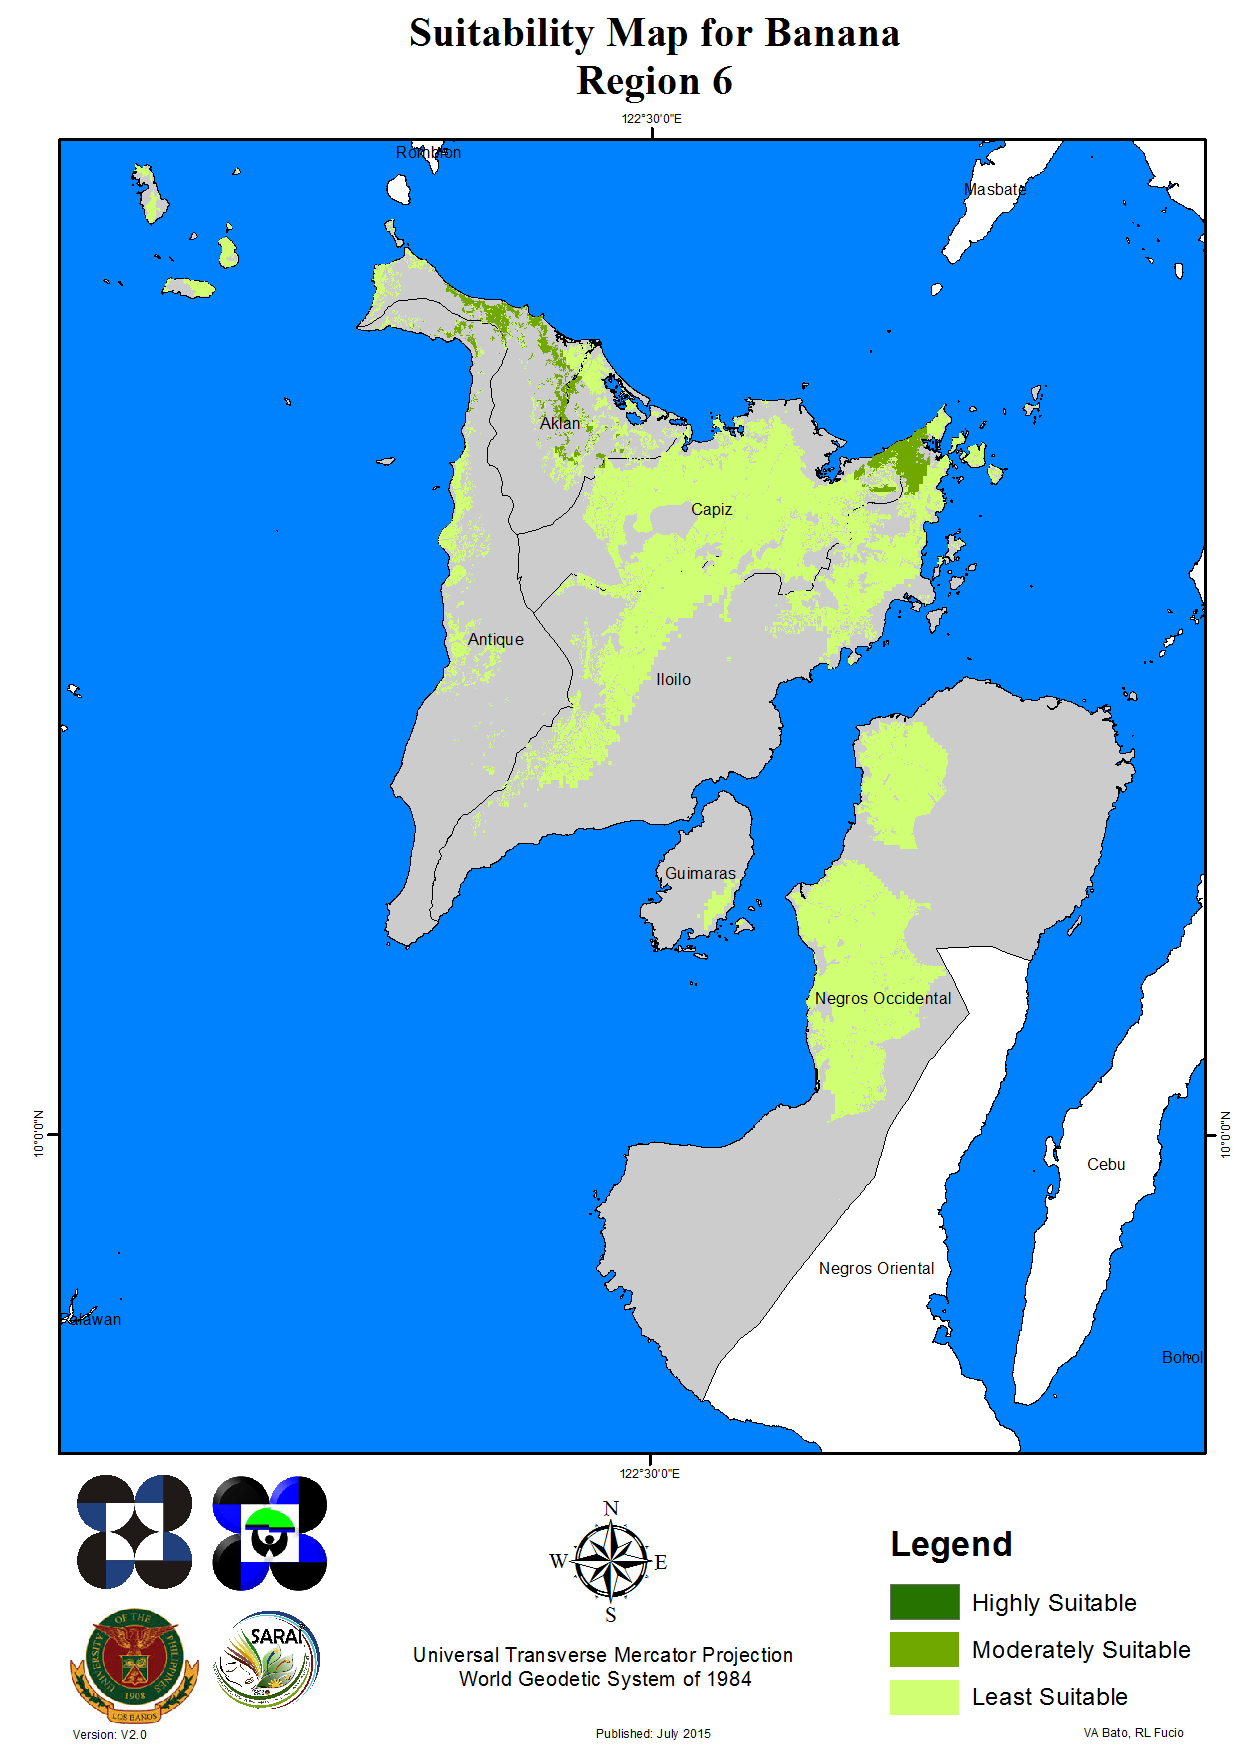 Suitability Map for Banana
Region 6
122°30'0"E
Romblon
Masbate
Aklan
Capiz
Antique
Iloilo
Guimaras
Negros Occidental
10°0'0"N
10°0'0"N
Cebu
Negros Oriental
Palawan
Bohol
122°30'0"E
N
W
E
S
Legend
Highly Suitable
Moderately Suitable
Least Suitable
UNIVERSITY OF THE PHILIPPINES
1908
LOS BAÑOS
SARAI
Universal Transverse Mercator Projection
World Geodetic System of 1984
Version: V2.0
Published: July 2015
VA Bato, RL Fucio